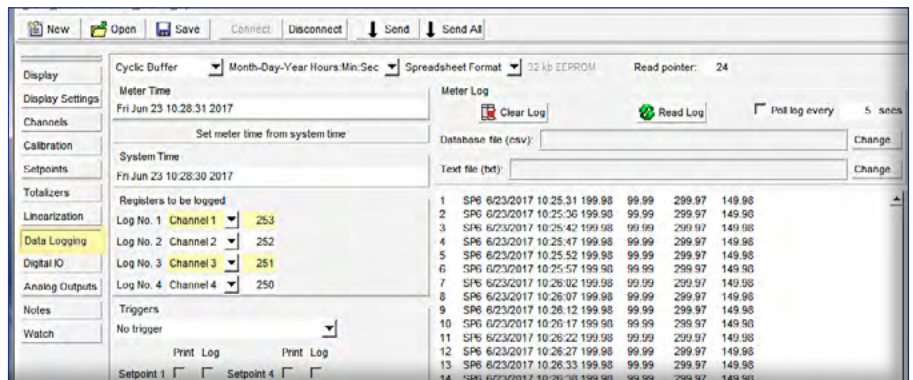 New Open Save Connect Disconnect Send Send All
Display
Display Settings
Channels
Calibration
Setpoints
Totalizers
Linearization
Data Logging
Digital IO
Analog Outputs
Notes
Watch
Cyclic Buffer Month-Day-Year Hours:Min:Sec Spreadsheet Format 32 kb EEPROM Read pointer: 24
Meter Time
Fri Jun 23 10:28:31 2017
Set meter time from system time
System Time
Fri Jun 23 10:28:30 2017
Registers to be logged
Log No. 1 Channel 1 253
Log No. 2 Channel 2 252
Log No. 3 Channel 3 251
Log No. 4 Channel 4 250
Triggers
No trigger
Print Log Print Log
Setpoint 1 Setpoint 4
Meter Log
Clear Log Read Log Poll log every 5 secs
Database file (csv): Change
Text file (txt): Change
1 SP6 6/23/2017 10:25:31 199.98 99.99 299.97 149.98
2 SP6 6/23/2017 10:25:36 199.98 99.99 299.97 149.98
3 SP6 6/23/2017 10:25:42 199.98 99.99 299.97 149.98
4 SP6 6/23/2017 10:25:47 199.98 99.99 299.97 149.98
5 SP6 6/23/2017 10:25:52 199.98 99.99 299.97 149.98
6 SP6 6/23/2017 10:25:57 199.98 99.99 299.97 149.98
7 SP6 6/23/2017 10:26:02 199.98 99.99 299.97 149.98
8 SP6 6/23/2017 10:26:07 199.98 99.99 299.97 149.98
9 SP6 6/23/2017 10:26:12 199.98 99.99 299.97 149.98
10 SP6 6/23/2017 10:26:17 199.98 99.99 299.97 149.98
11 SP6 6/23/2017 10:26:22 199.98 99.99 299.97 149.98
12 SP6 6/23/2017 10:26:27 199.98 99.99 299.97 149.98
13 SP6 6/23/2017 10:26:33 199.98 99.99 299.97 149.98
14 SP6 6/23/2017 10:26:38 199.98 99.99 299.97 149.98